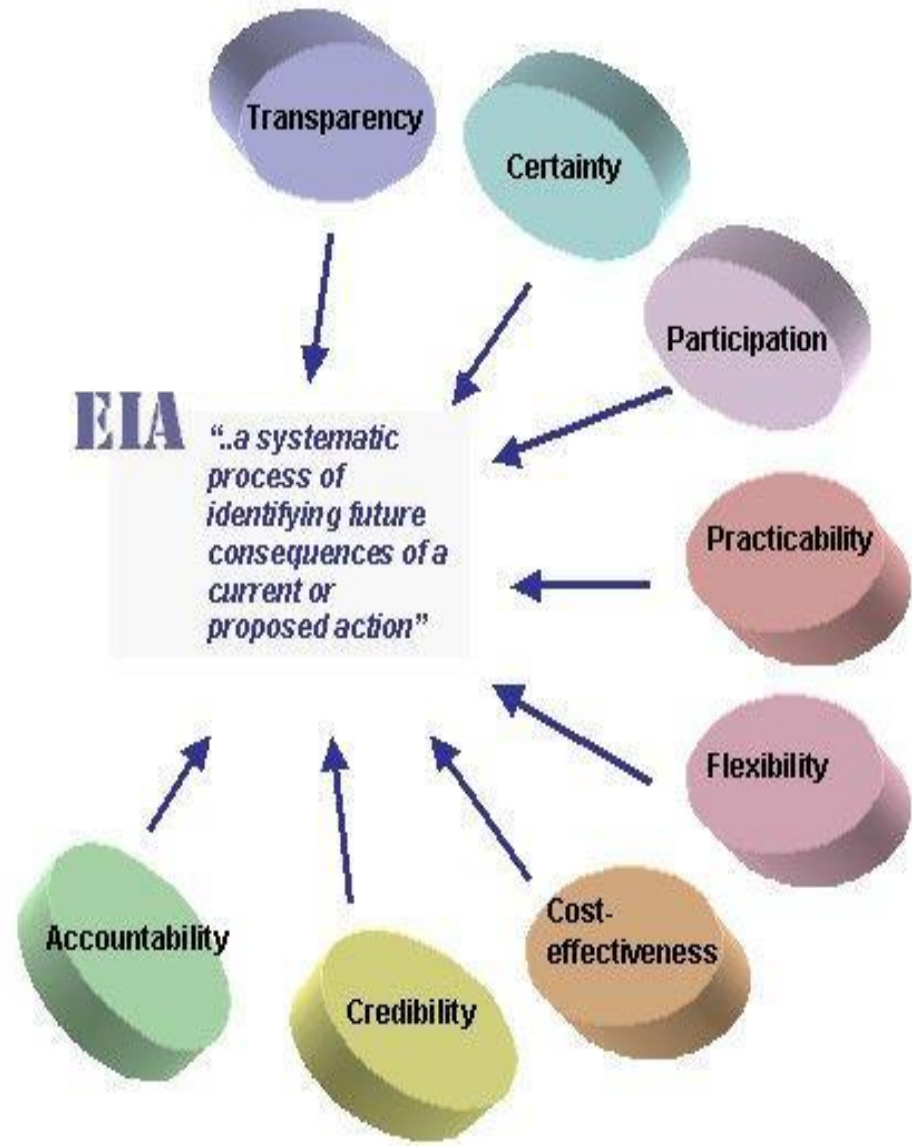 Transparency
Certainty
Participation
EIA
“..a systematic
process of
identifying future
consequences of a
current or
proposed action”
Practicability
Flexibility
Cost-
effectiveness
Accountability
Credibility